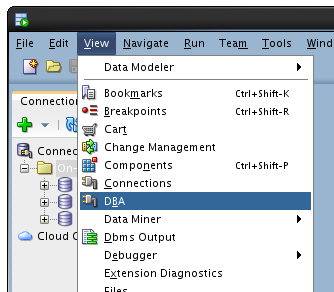 File Edit View Navigate Run Team Tools Wind
Data Modeler
Connection
Bookmarks Ctrl+Shift-K
Breakpoints Ctrl+Shift-R
Cart
Change Management
Connec
Components Ctrl+Shift-P
On-
Connections
DBA
Data Miner
Cloud C
Dbms Output
Debugger
Extension Diagnostics
Files